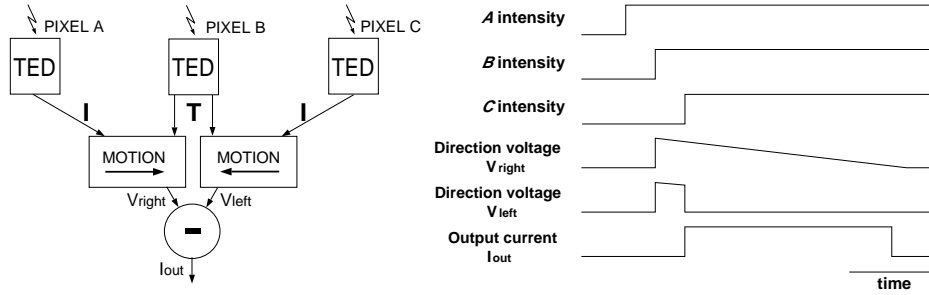 PIXEL A
PIXEL B
PIXEL C
TED
TED
TED
I
T
I
MOTION
MOTION
Vright
Vleft
-
Iout
A intensity
B intensity
C intensity
Direction voltage
Vright
Direction voltage
Vleft
Output current
Iout
time